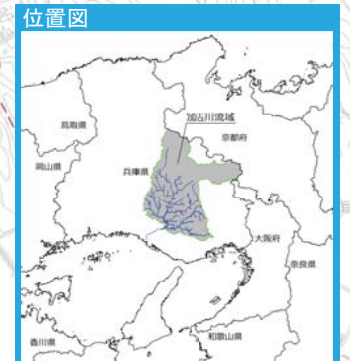 位置図
鳥取県
加古川流域
京都府
岡山県
兵庫県
大阪府
奈良県
香川県
和歌山県